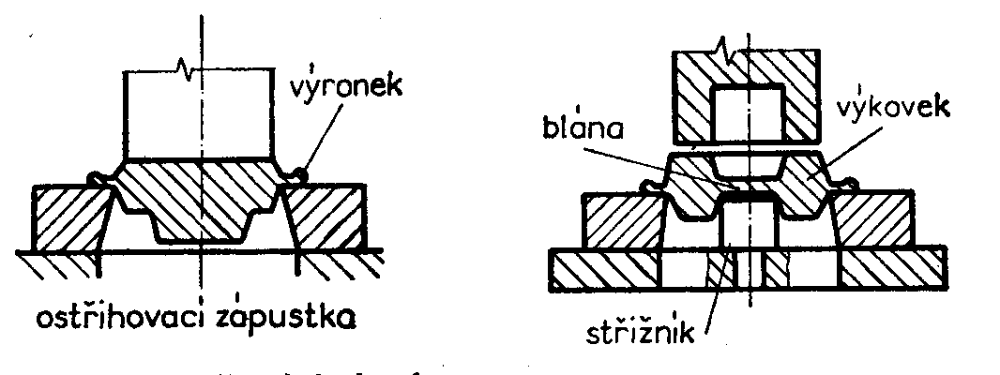 výronek
ostřihovací zápustka
blána
výkovek
střižník